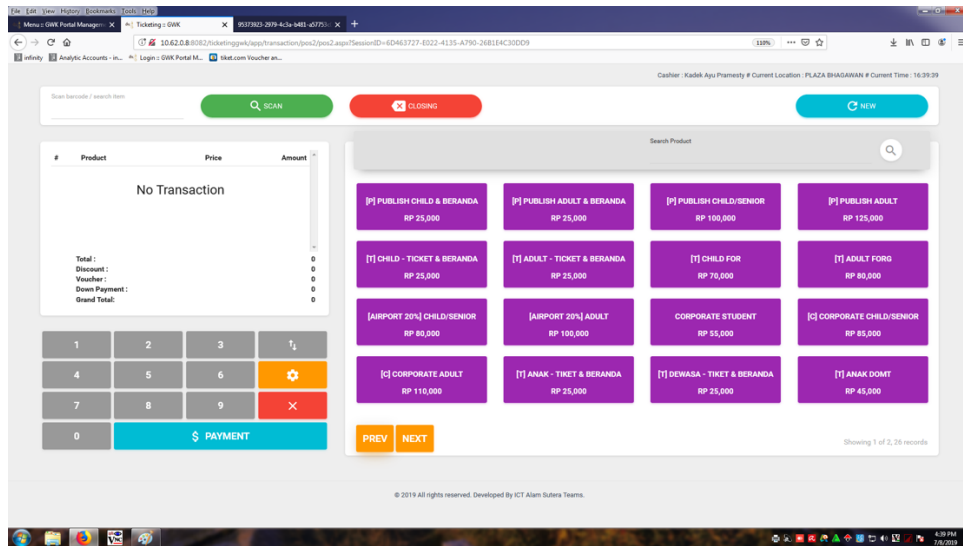 File Edit View History Bookmarks Tools Help
Menu :: GWK Portal Managem
Ticketing :: GWK
10.62.0.8:8082/ticketinggwk/app/transaction/pos2/pos2.aspx?SessionID=6D463727-E022-4135-A790-26B1E4C30DD9
110%
infinity
Analytic Accounts - in...
Login :: GWK Portal M...
tiket.com Voucher an...
Cashier : Kadek Ayu Pramesty # Current Location : PLAZA BHAGAWAN # Current Time : 16:39:39
Scan barcode / search item
SCAN
CLOSING
NEW
# Product Price Amount
No Transaction
Total : 0
Discount : 0
Voucher : 0
Down Payment : 0
Grand Total: 0
1 2 3
4 5 6
7 8 9
0 $ PAYMENT
Search Product
[P] PUBLISH CHILD & BERANDA
RP 25,000
[P] PUBLISH ADULT & BERANDA
RP 25,000
[P] PUBLISH CHILD/SENIOR
RP 100,000
[P] PUBLISH ADULT
RP 125,000
[T] CHILD - TICKET & BERANDA
RP 25,000
[T] ADULT - TICKET & BERANDA
RP 25,000
[T] CHILD FOR
RP 70,000
[T] ADULT FORG
RP 80,000
[AIRPORT 20%] CHILD/SENIOR
RP 80,000
[AIRPORT 20%] ADULT
RP 100,000
CORPORATE STUDENT
RP 55,000
[C] CORPORATE CHILD/SENIOR
RP 85,000
[C] CORPORATE ADULT
RP 110,000
[T] ANAK - TIKET & BERANDA
RP 25,000
[T] DEWASA - TIKET & BERANDA
RP 25,000
[T] ANAK DOMT
RP 45,000
PREV NEXT
Showing 1 of 2, 26 records
© 2019 All rights reserved. Developed By ICT Alam Sutera Teams.
4:39 PM
7/8/2019